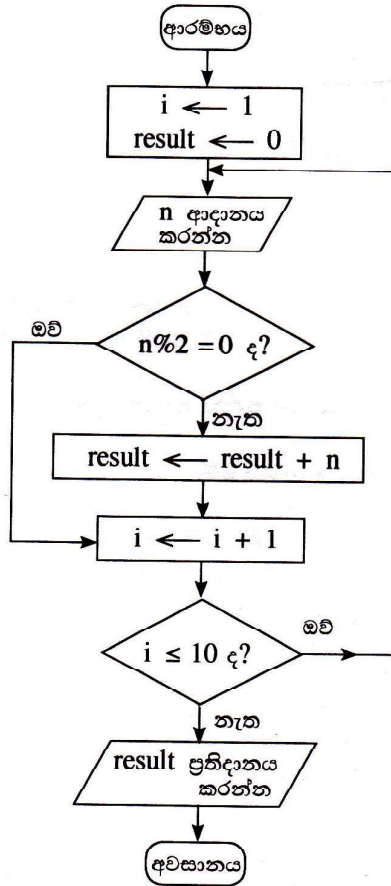 ආරම්භය
i ← 1
result ← 0
n ආදානය
කරන්න
ඔව්
n%2 = 0 ද?
නැත
result ← result + n
i ← i + 1
ඔව්
i ≤ 10 ද?
නැත
result ප්‍රතිදානය
කරන්න
අවසානය